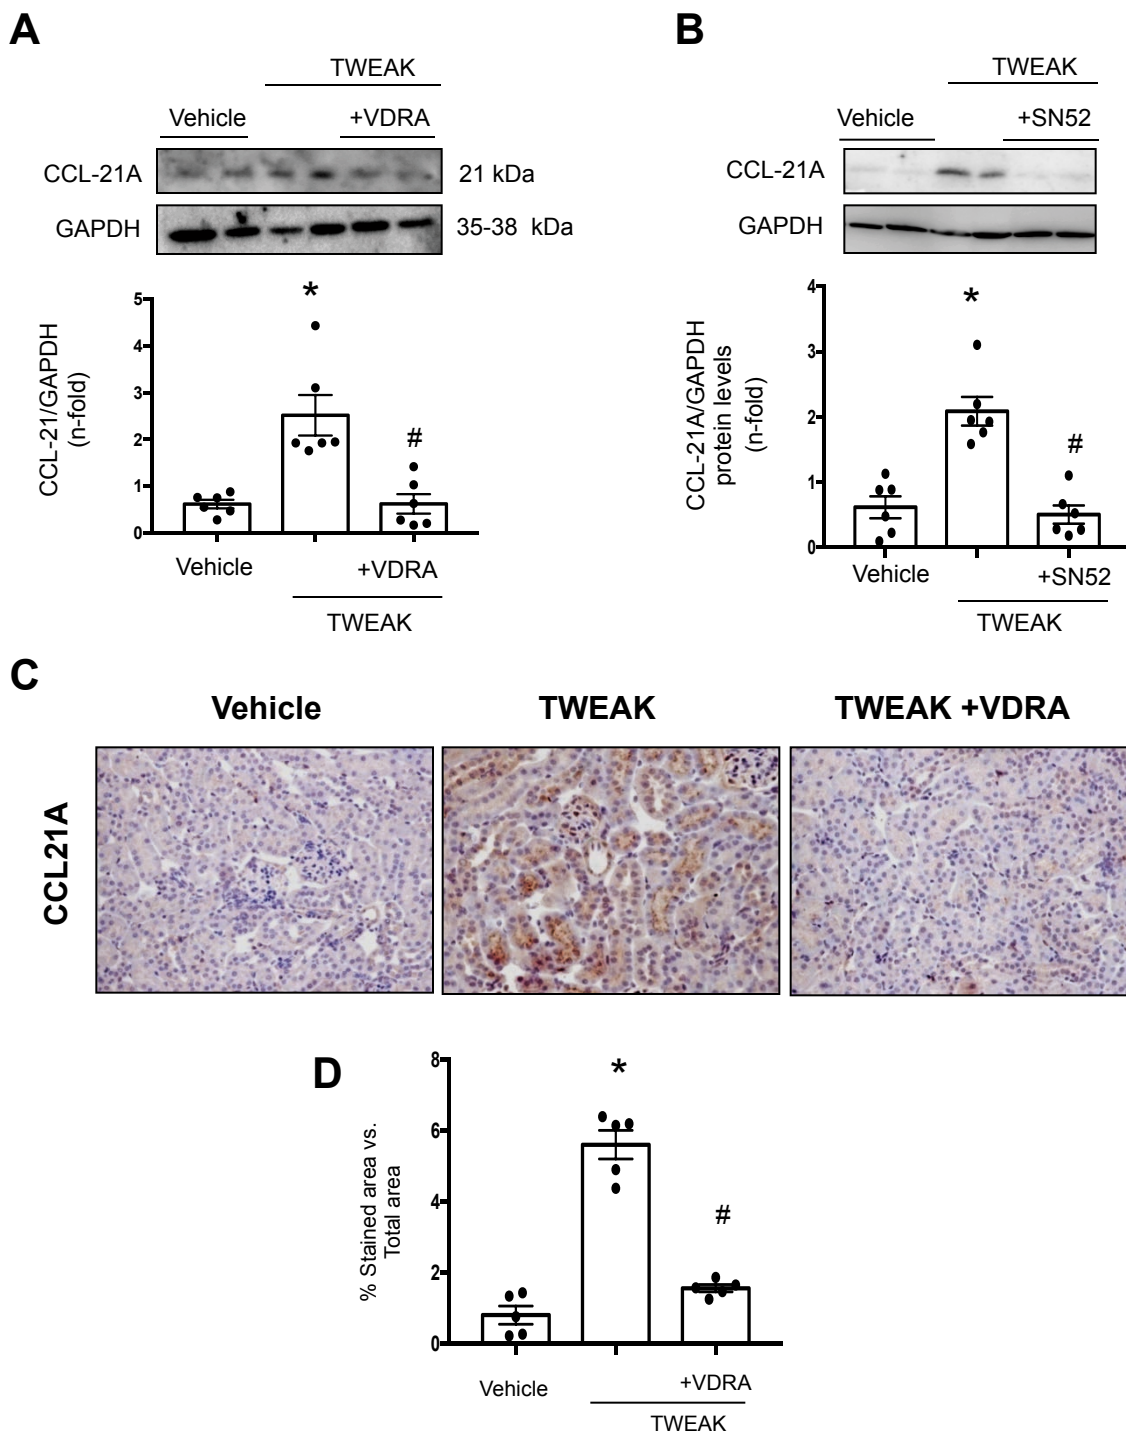 A
TWEAK
Vehicle
+VDRA
CCL-21A
21 kDa
GAPDH
35-38 kDa
*
#
5
4
3
2
1
0
CCL-21/GAPDH
(n-fold)
Vehicle
+VDRA
TWEAK
B
TWEAK
Vehicle
+SN52
CCL-21A
GAPDH
*
#
4
3
2
1
0
CCL-21A/GAPDH
protein levels
(n-fold)
Vehicle
+SN52
TWEAK
C
Vehicle
TWEAK
TWEAK +VDRA
CCL21A
D
*
#
8
6
4
2
0
% Stained area vs.
Total area
Vehicle
+VDRA
TWEAK